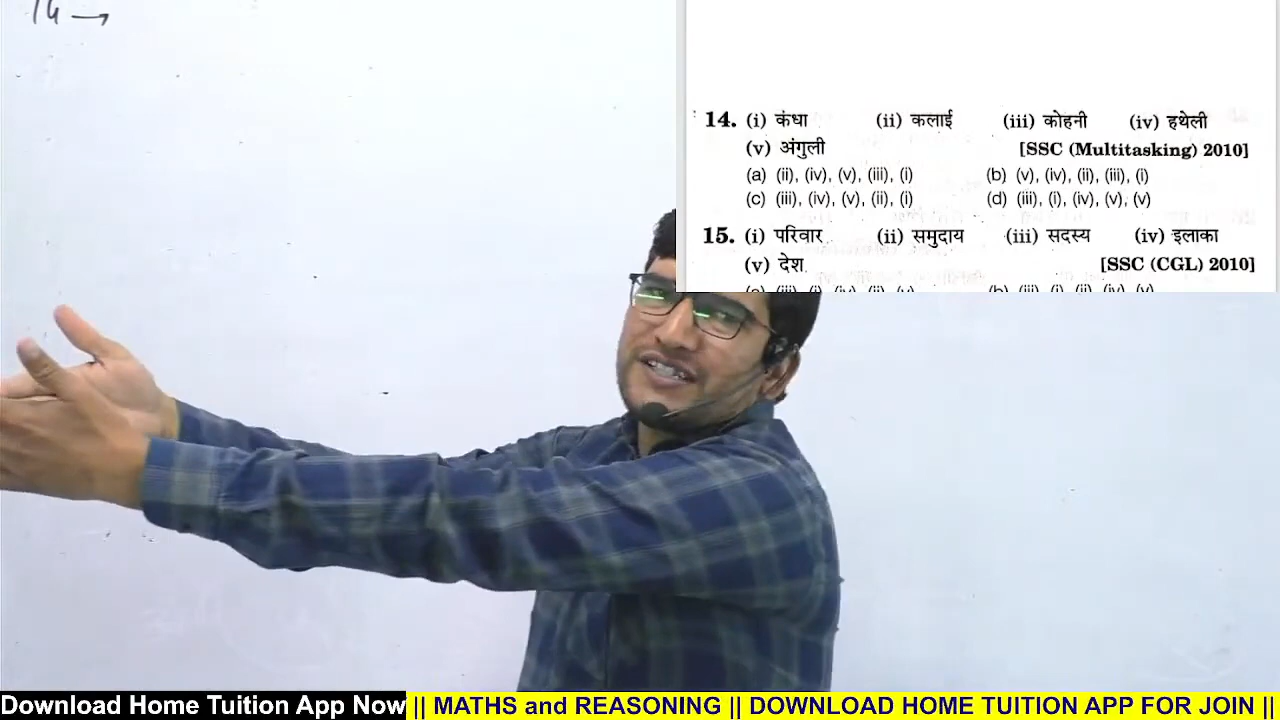 14 →
14. (i) कंधा (ii) कलाई (iii) कोहनी (iv) हथेली
(v) अंगुली [SSC (Multitasking) 2010]
(a) (ii), (iv), (v), (iii), (i) (b) (v), (iv), (ii), (iii), (i)
(c) (iii), (iv), (v), (ii), (i) (d) (iii), (i), (iv), (v), (v)
15. (i) परिवार (ii) समुदाय (iii) सदस्य (iv) इलाका
(v) देश [SSC (CGL) 2010]
Download Home Tuition App Now || MATHS and REASONING || DOWNLOAD HOME TUITION APP FOR JOIN ||